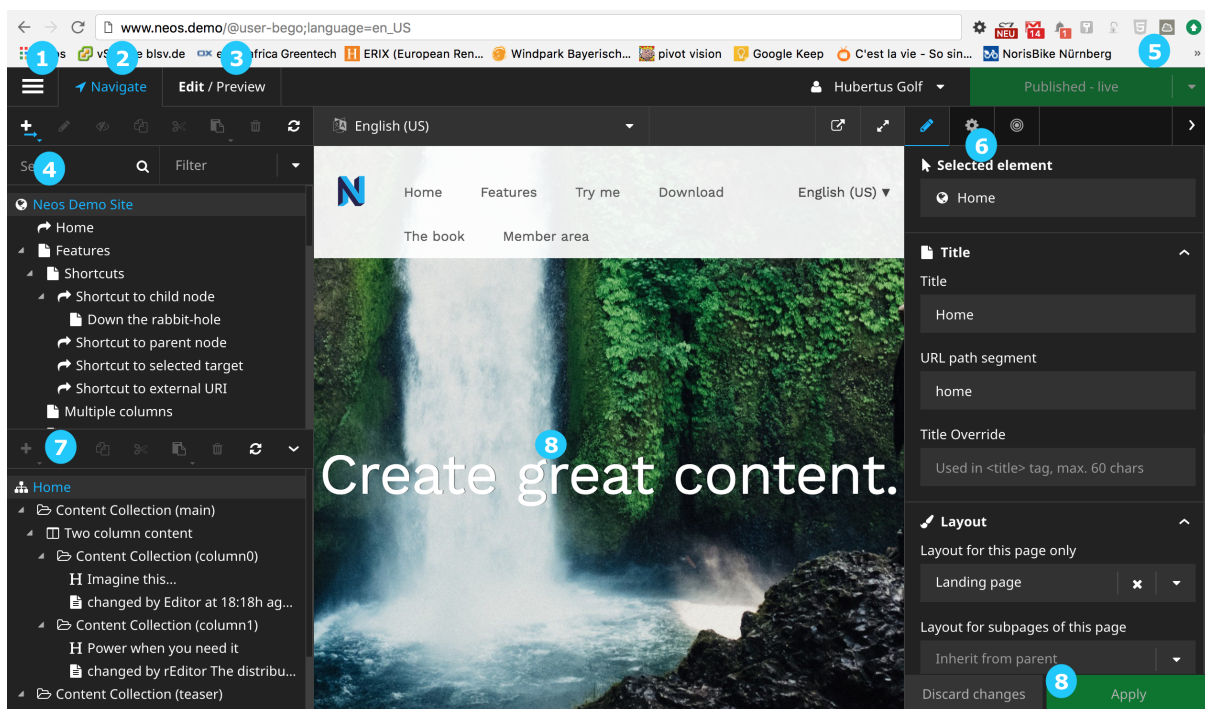 www.neos.demo/@user-bego;language=en_US
NEU 14 1 5
1 os 2 vS e blsv.de 3 e frica Greentech ERIX (European Ren... Windpark Bayerisch... pivot vision Google Keep C'est la vie - So sin... NorisBike Nürnberg »
Navigate Edit / Preview Hubertus Golf Published - live
English (US)
4 Se Filter
6
Selected element
Home
Neos Demo Site
Home
Features
Shortcuts
Shortcut to child node
Down the rabbit-hole
Shortcut to parent node
Shortcut to selected target
Shortcut to external URI
Multiple columns
7
Home
Content Collection (main)
Two column content
Content Collection (column0)
H Imagine this...
changed by Editor at 18:18h ag...
Content Collection (column1)
H Power when you need it
changed by rEditor The distribu...
Content Collection (teaser)
N Home Features Try me Download English (US) ▼
The book Member area
8
Create great content.
Title
Title
Home
URL path segment
home
Title Override
Used in <title> tag, max. 60 chars
Layout
Layout for this page only
Landing page
Layout for subpages of this page
Inherit from parent
8
Discard changes Apply